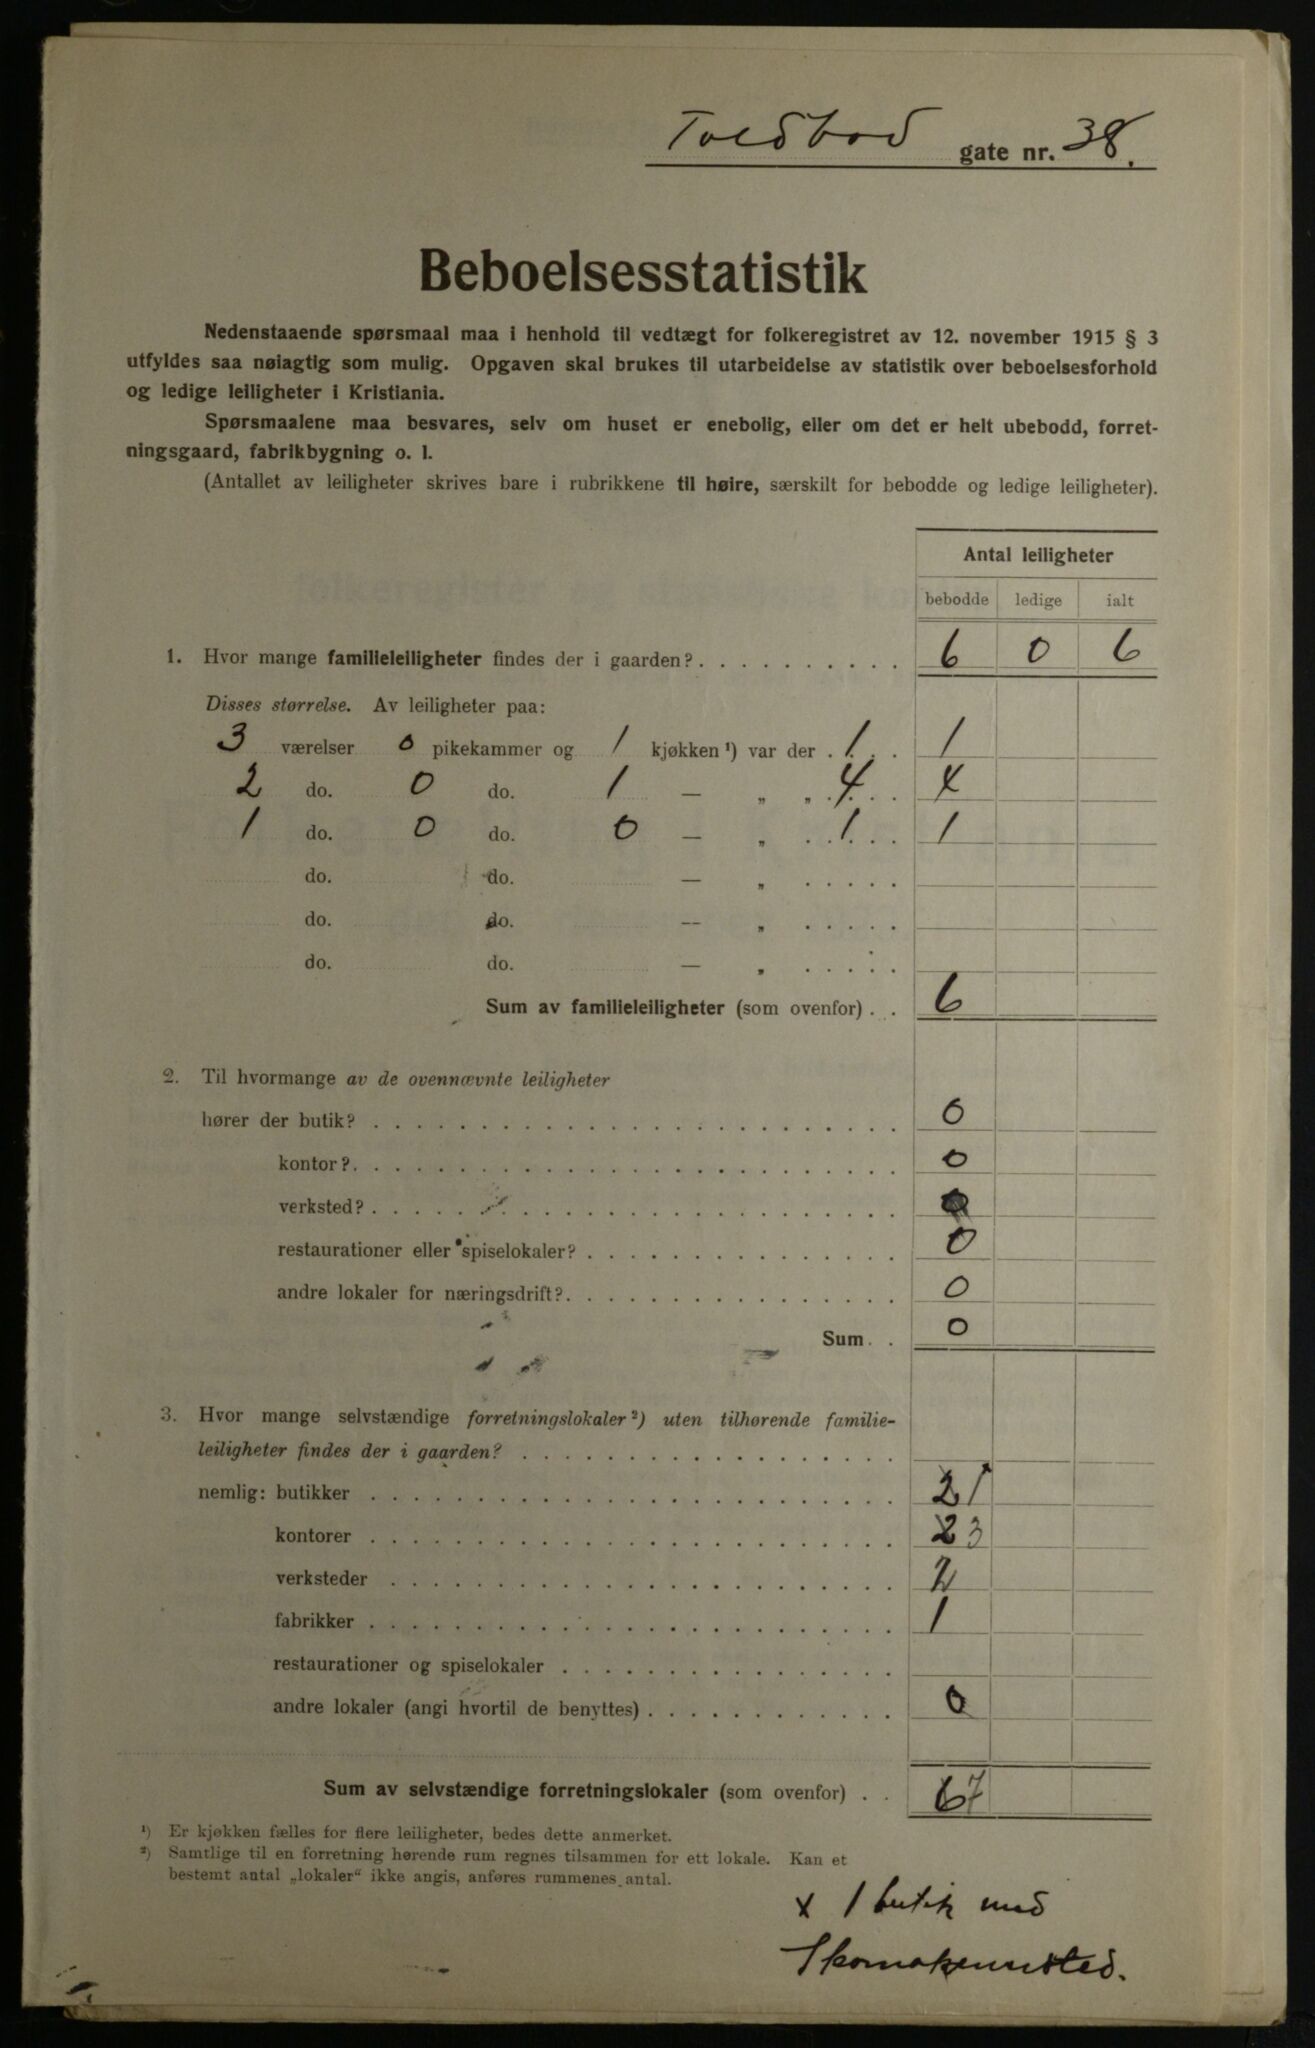 Toldbod gate nr. 38.
Beboelsesstatistik
Nedenstaaende spørsmaal maa i henhold til vedtægt for folkeregistret av 12. november 1915 § 3
utfyldes saa nøiagtig som mulig. Opgaven skal brukes til utarbeidelse av statistik over beboelsesforhold
og ledige leiligheter i Kristiania.
Spørsmaalene maa besvares, selv om huset er enebolig, eller om det er helt ubebodd, forret-
ningsgaard, fabrikbygning o. l.
(Antallet av leiligheter skrives bare i rubrikkene til høire, særskilt for bebodde og ledige leiligheter).
Antal leiligheter
bebodde ledige ialt
1. Hvor mange familieleiligheter findes der i gaarden? . . . . . . . . . . 6 0 6
Disses størrelse. Av leiligheter paa:
3 værelser 0 pikekammer og 1 kjøkken ¹) var der . 1 . . 1
2 do. 0 do. 1 — „ „ 4 . . 4
1 do. 0 do. 0 — „ . . 1 . . 1
do. do. — „ . . . . .
do. do. — „ . . . . .
do. do. — „ . . . . .
Sum av familieleiligheter (som ovenfor) . . 6
2. Til hvormange av de ovennævnte leiligheter
hører der butik? . . . . . . . . . . 0
kontor? . . . . . . . . . . 0
verksted? . . . . . . . . . . 0
restaurationer eller spiselokaler? . . . . . . . . . . 0
andre lokaler for næringsdrift? . . . . . . . . . . 0
Sum . . 0
3. Hvor mange selvstændige forretningslokaler ²) uten tilhørende familie-
leiligheter findes der i gaarden? . . . . . . . . . .
nemlig: butikker . . . . . . . . . . 2 1
kontorer . . . . . . . . . . 2 3
verksteder . . . . . . . . . . 2
fabrikker . . . . . . . . . . 1
restaurationer og spiselokaler . . . . . . . . . .
andre lokaler (angi hvortil de benyttes) . . . . . . . . . . 0
Sum av selvstændige forretningslokaler (som ovenfor) . . 6 7
¹) Er kjøkken fælles for flere leiligheter, bedes dette anmerket.
²) Samtlige til en forretning hørende rum regnes tilsammen for ett lokale. Kan et
bestemt antal „lokaler“ ikke angis, anføres rummenes antal.
x 1 butik med